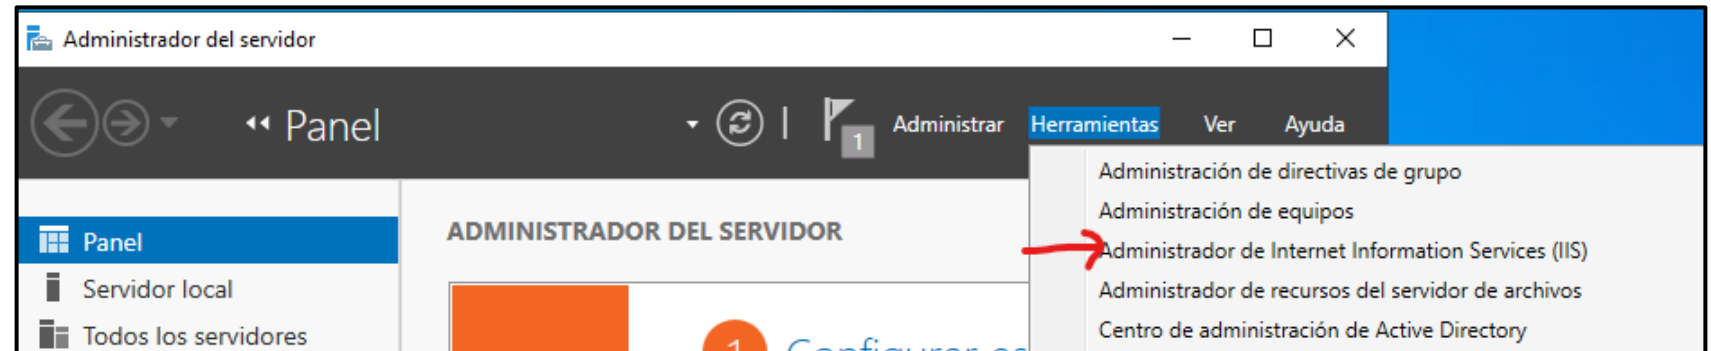 Administrador del servidor
Panel
1
Administrar Herramientas Ver Ayuda
Administración de directivas de grupo
Administración de equipos
Administrador de Internet Information Services (IIS)
Administrador de recursos del servidor de archivos
Centro de administración de Active Directory
Panel
Servidor local
Todos los servidores
ADMINISTRADOR DEL SERVIDOR
1